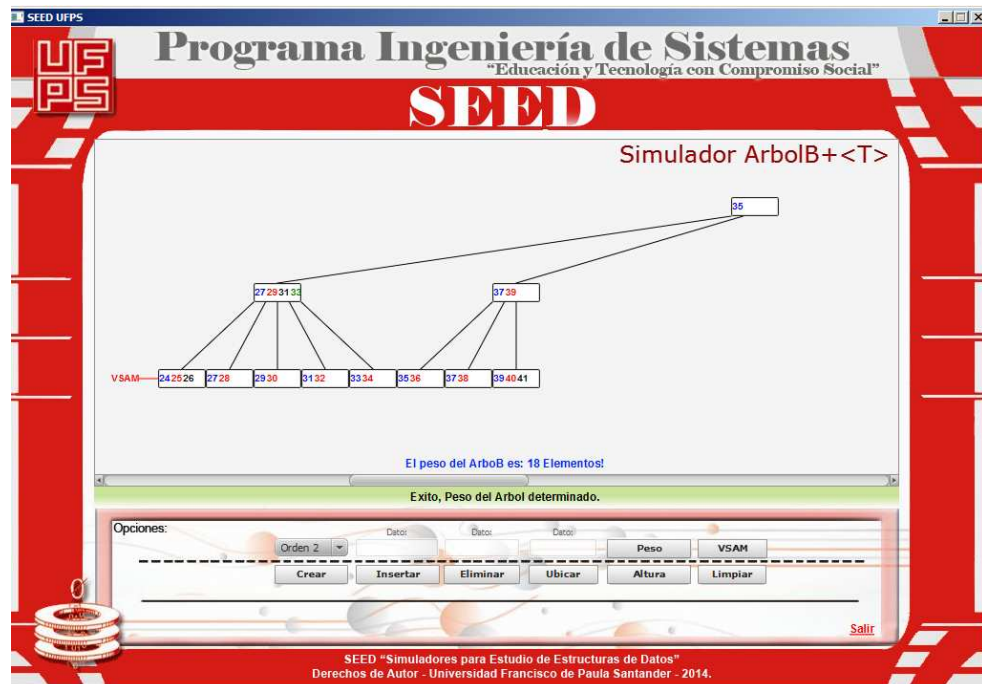 SEED UFPS
UFPS
Programa Ingeniería de Sistemas
“Educación y Tecnología con Compromiso Social”
SEED
Simulador ArbolB+<T>
35
27 29 31 33 37 39
VSAM 24 25 26 27 28 29 30 31 32 33 34 35 36 37 38 39 40 41
El peso del ArboB es: 18 Elementos!
Exito, Peso del Arbol determinado.
Opciones:
Dato: Dato: Dato:
Orden 2 Peso VSAM
Crear Insertar Eliminar Ubicar Altura Limpiar
Salir
SEED “Simuladores para Estudio de Estructuras de Datos”
Derechos de Autor - Universidad Francisco de Paula Santander - 2014.